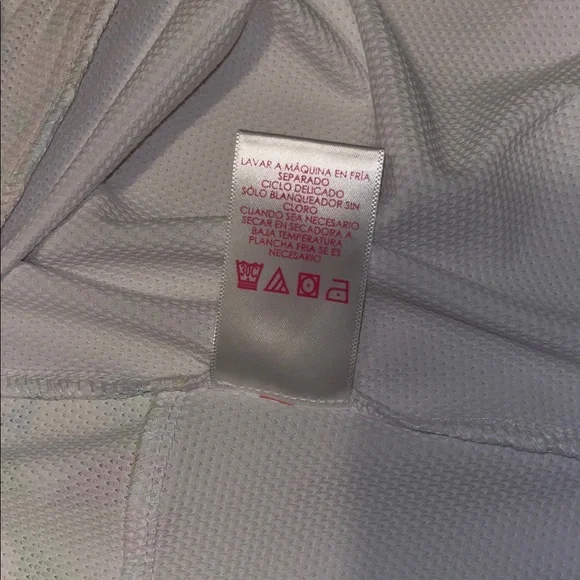 LAVAR A MÁQUINA EN FRÍA
SEPARADO
CICLO DELICADO
SÓLO BLANQUEADOR SIN
CLORO
CUANDO SEA NECESARIO
SECAR EN SECADORA A
BAJA TEMPERATURA
PLANCHA FRIA SE ES
NECESARIO
30C